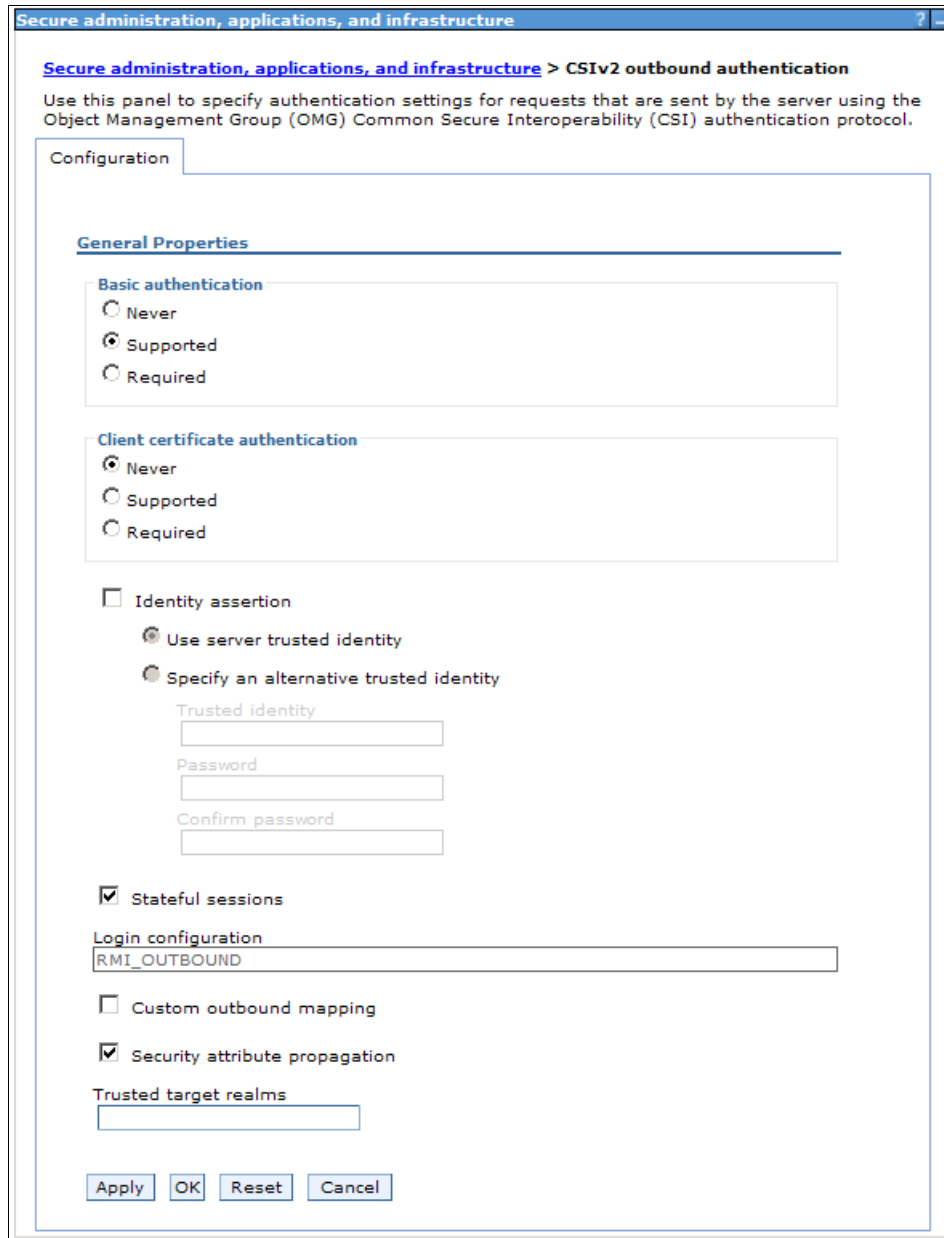 Secure administration, applications, and infrastructure ? -
Secure administration, applications, and infrastructure > CSIv2 outbound authentication
Use this panel to specify authentication settings for requests that are sent by the server using the
Object Management Group (OMG) Common Secure Interoperability (CSI) authentication protocol.
Configuration
General Properties
Basic authentication
Never
Supported
Required
Client certificate authentication
Never
Supported
Required
Identity assertion
Use server trusted identity
Specify an alternative trusted identity
Trusted identity
Password
Confirm password
Stateful sessions
Login configuration
RMI_OUTBOUND
Custom outbound mapping
Security attribute propagation
Trusted target realms
Apply OK Reset Cancel